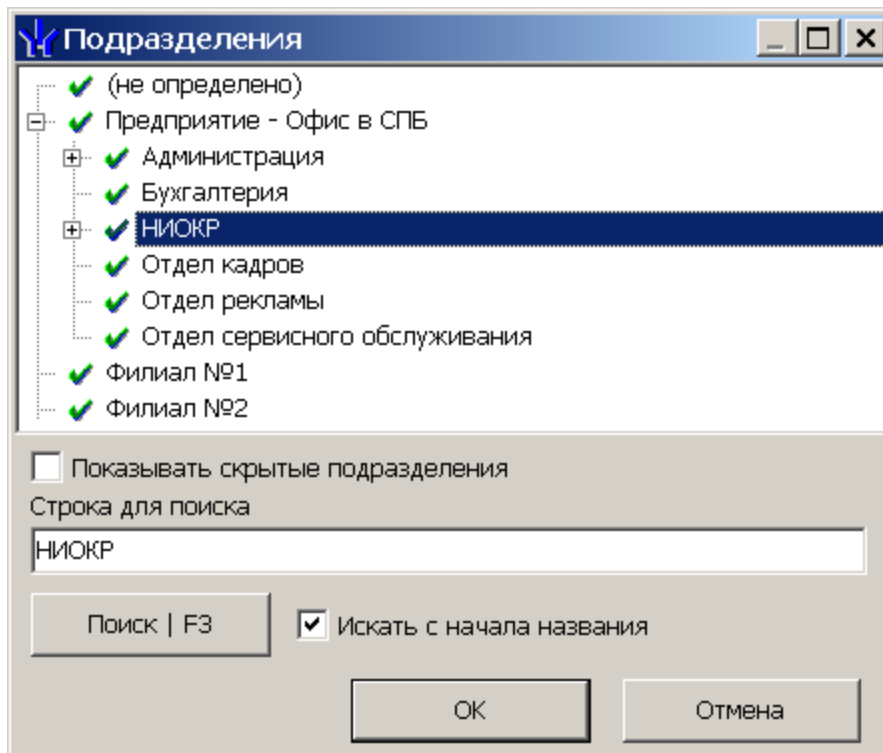 Подразделения
(не определено)
Предприятие - Офис в СПБ
Администрация
Бухгалтерия
НИОКР
Отдел кадров
Отдел рекламы
Отдел сервисного обслуживания
Филиал №1
Филиал №2
Показывать скрытые подразделения
Строка для поиска
НИОКР
Поиск | F3
Искать с начала названия
OK
Отмена